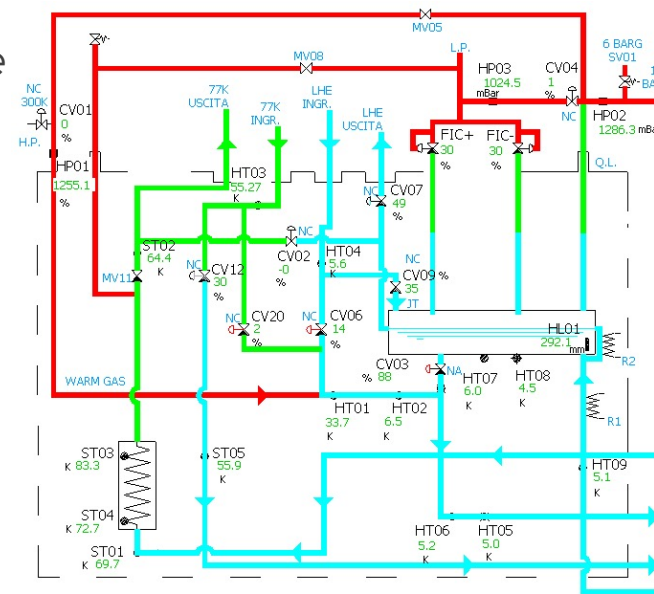 e
MV05
L.P.
6 BARG
SV01
MV08
HP03
1024.5
mBar
CV04
1
%
NC
300K
CV01
0
%
H.P.
77K
USCITA
77K
INGR.
LHE
INGR.
LHE
USCITA
NC
HP02
1286.3
FIC+
30
%
FIC-
30
%
HP01
1255.1
%
Q.L.
HT03
55.27
K
NC
CV07
49
%
ST02
64.4
K
NC
CV02
-0
%
HT04
5.6
K
NC
CV09
%
35
JT
MV11
NC
CV12
30
%
NC
CV20
2
%
NC
CV06
14
%
HL01
292.1
mm
CV03
%
88
NA
HT07
6.0
K
HT08
4.5
K
R2
WARM GAS
HT01
33.7
K
HT02
6.5
K
R1
ST03
K 83.3
ST05
55.9
K
HT09
5.1
K
ST04
K 72.7
HT06
5.2
K
HT05
5.0
K
ST01
69.7
K